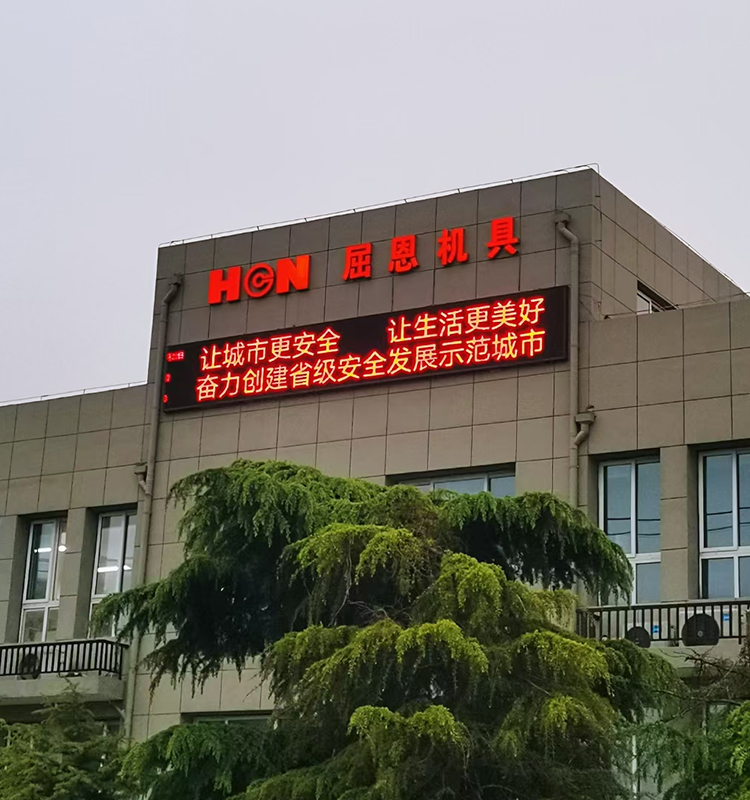 HGN 屈恩机具
让城市更安全 让生活更美好
奋力创建省级安全发展示范城市